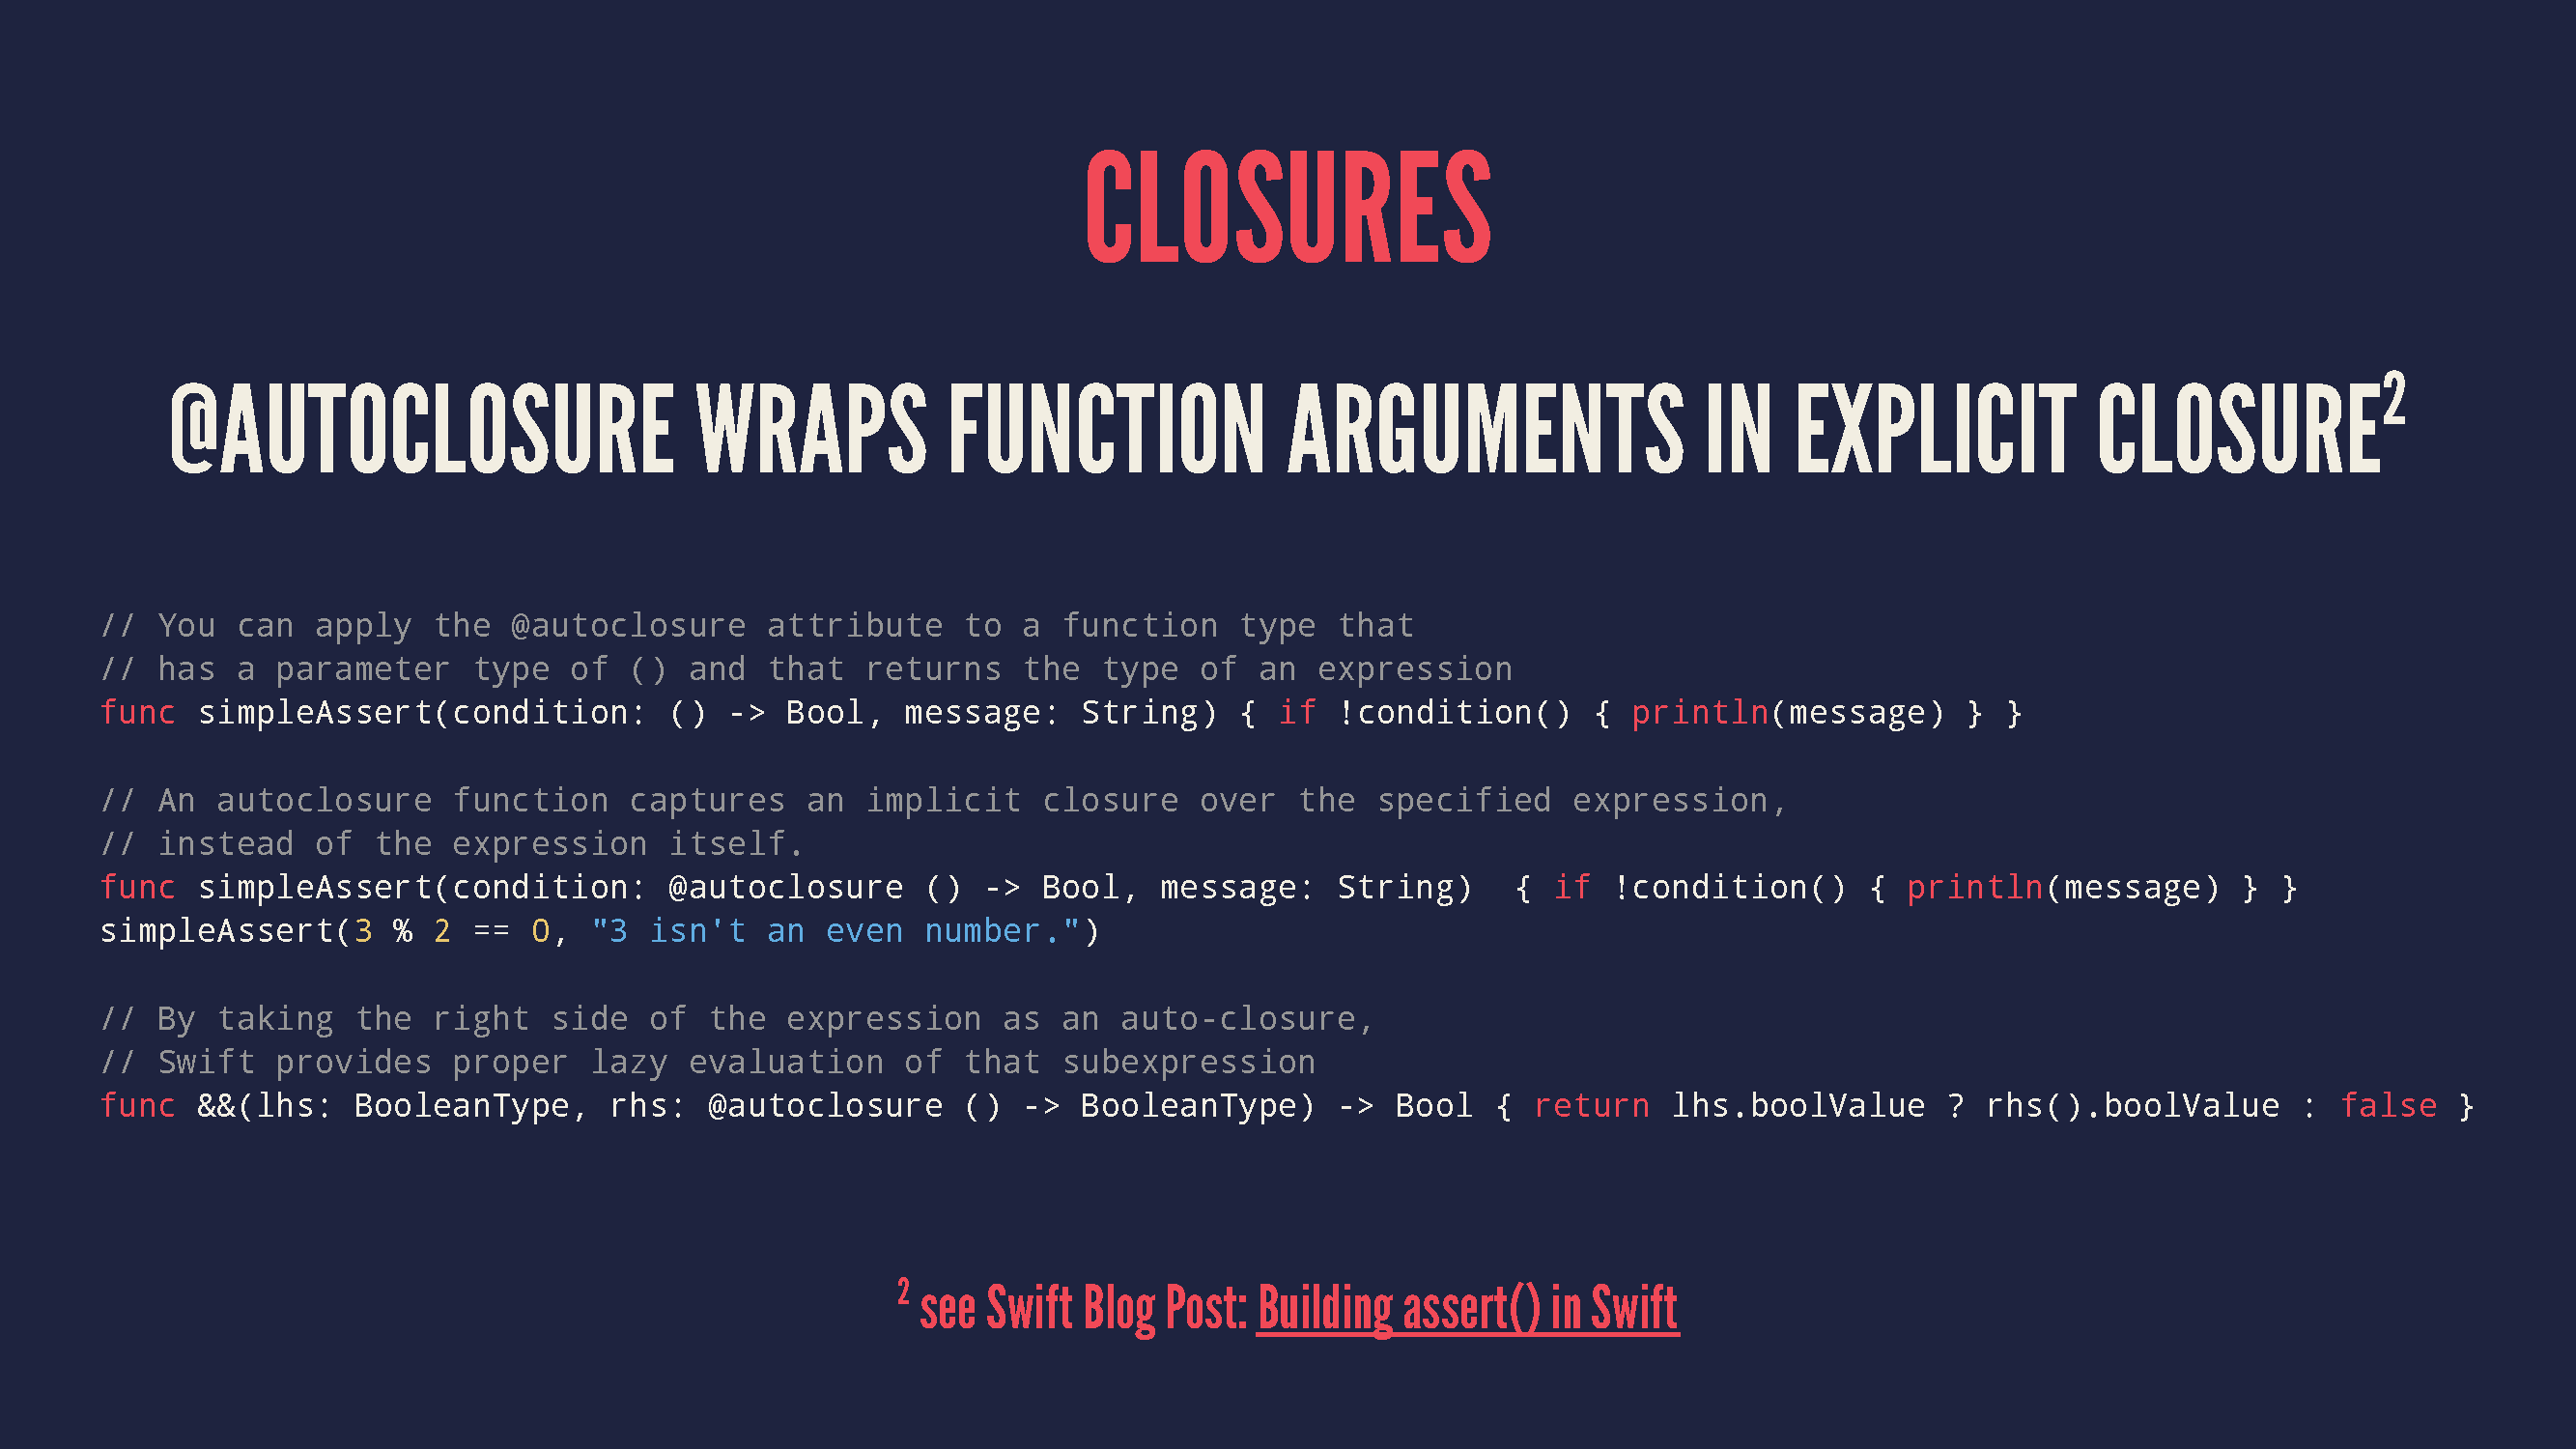 CLOSURES
@AUTOCLOSURE WRAPS FUNCTION ARGUMENTS IN EXPLICIT CLOSURE²
// You can apply the @autoclosure attribute to a function type that
// has a parameter type of () and that returns the type of an expression
func simpleAssert(condition: () -> Bool, message: String) { if !condition() { println(message) } }
// An autoclosure function captures an implicit closure over the specified expression,
// instead of the expression itself.
func simpleAssert(condition: @autoclosure () -> Bool, message: String) { if !condition() { println(message) } }
simpleAssert(3 % 2 == 0, "3 isn't an even number.")
// By taking the right side of the expression as an auto-closure,
// Swift provides proper lazy evaluation of that subexpression
func &&(lhs: BooleanType, rhs: @autoclosure () -> BooleanType) -> Bool { return lhs.boolValue ? rhs().boolValue : false }
² see Swift Blog Post: Building assert() in Swift